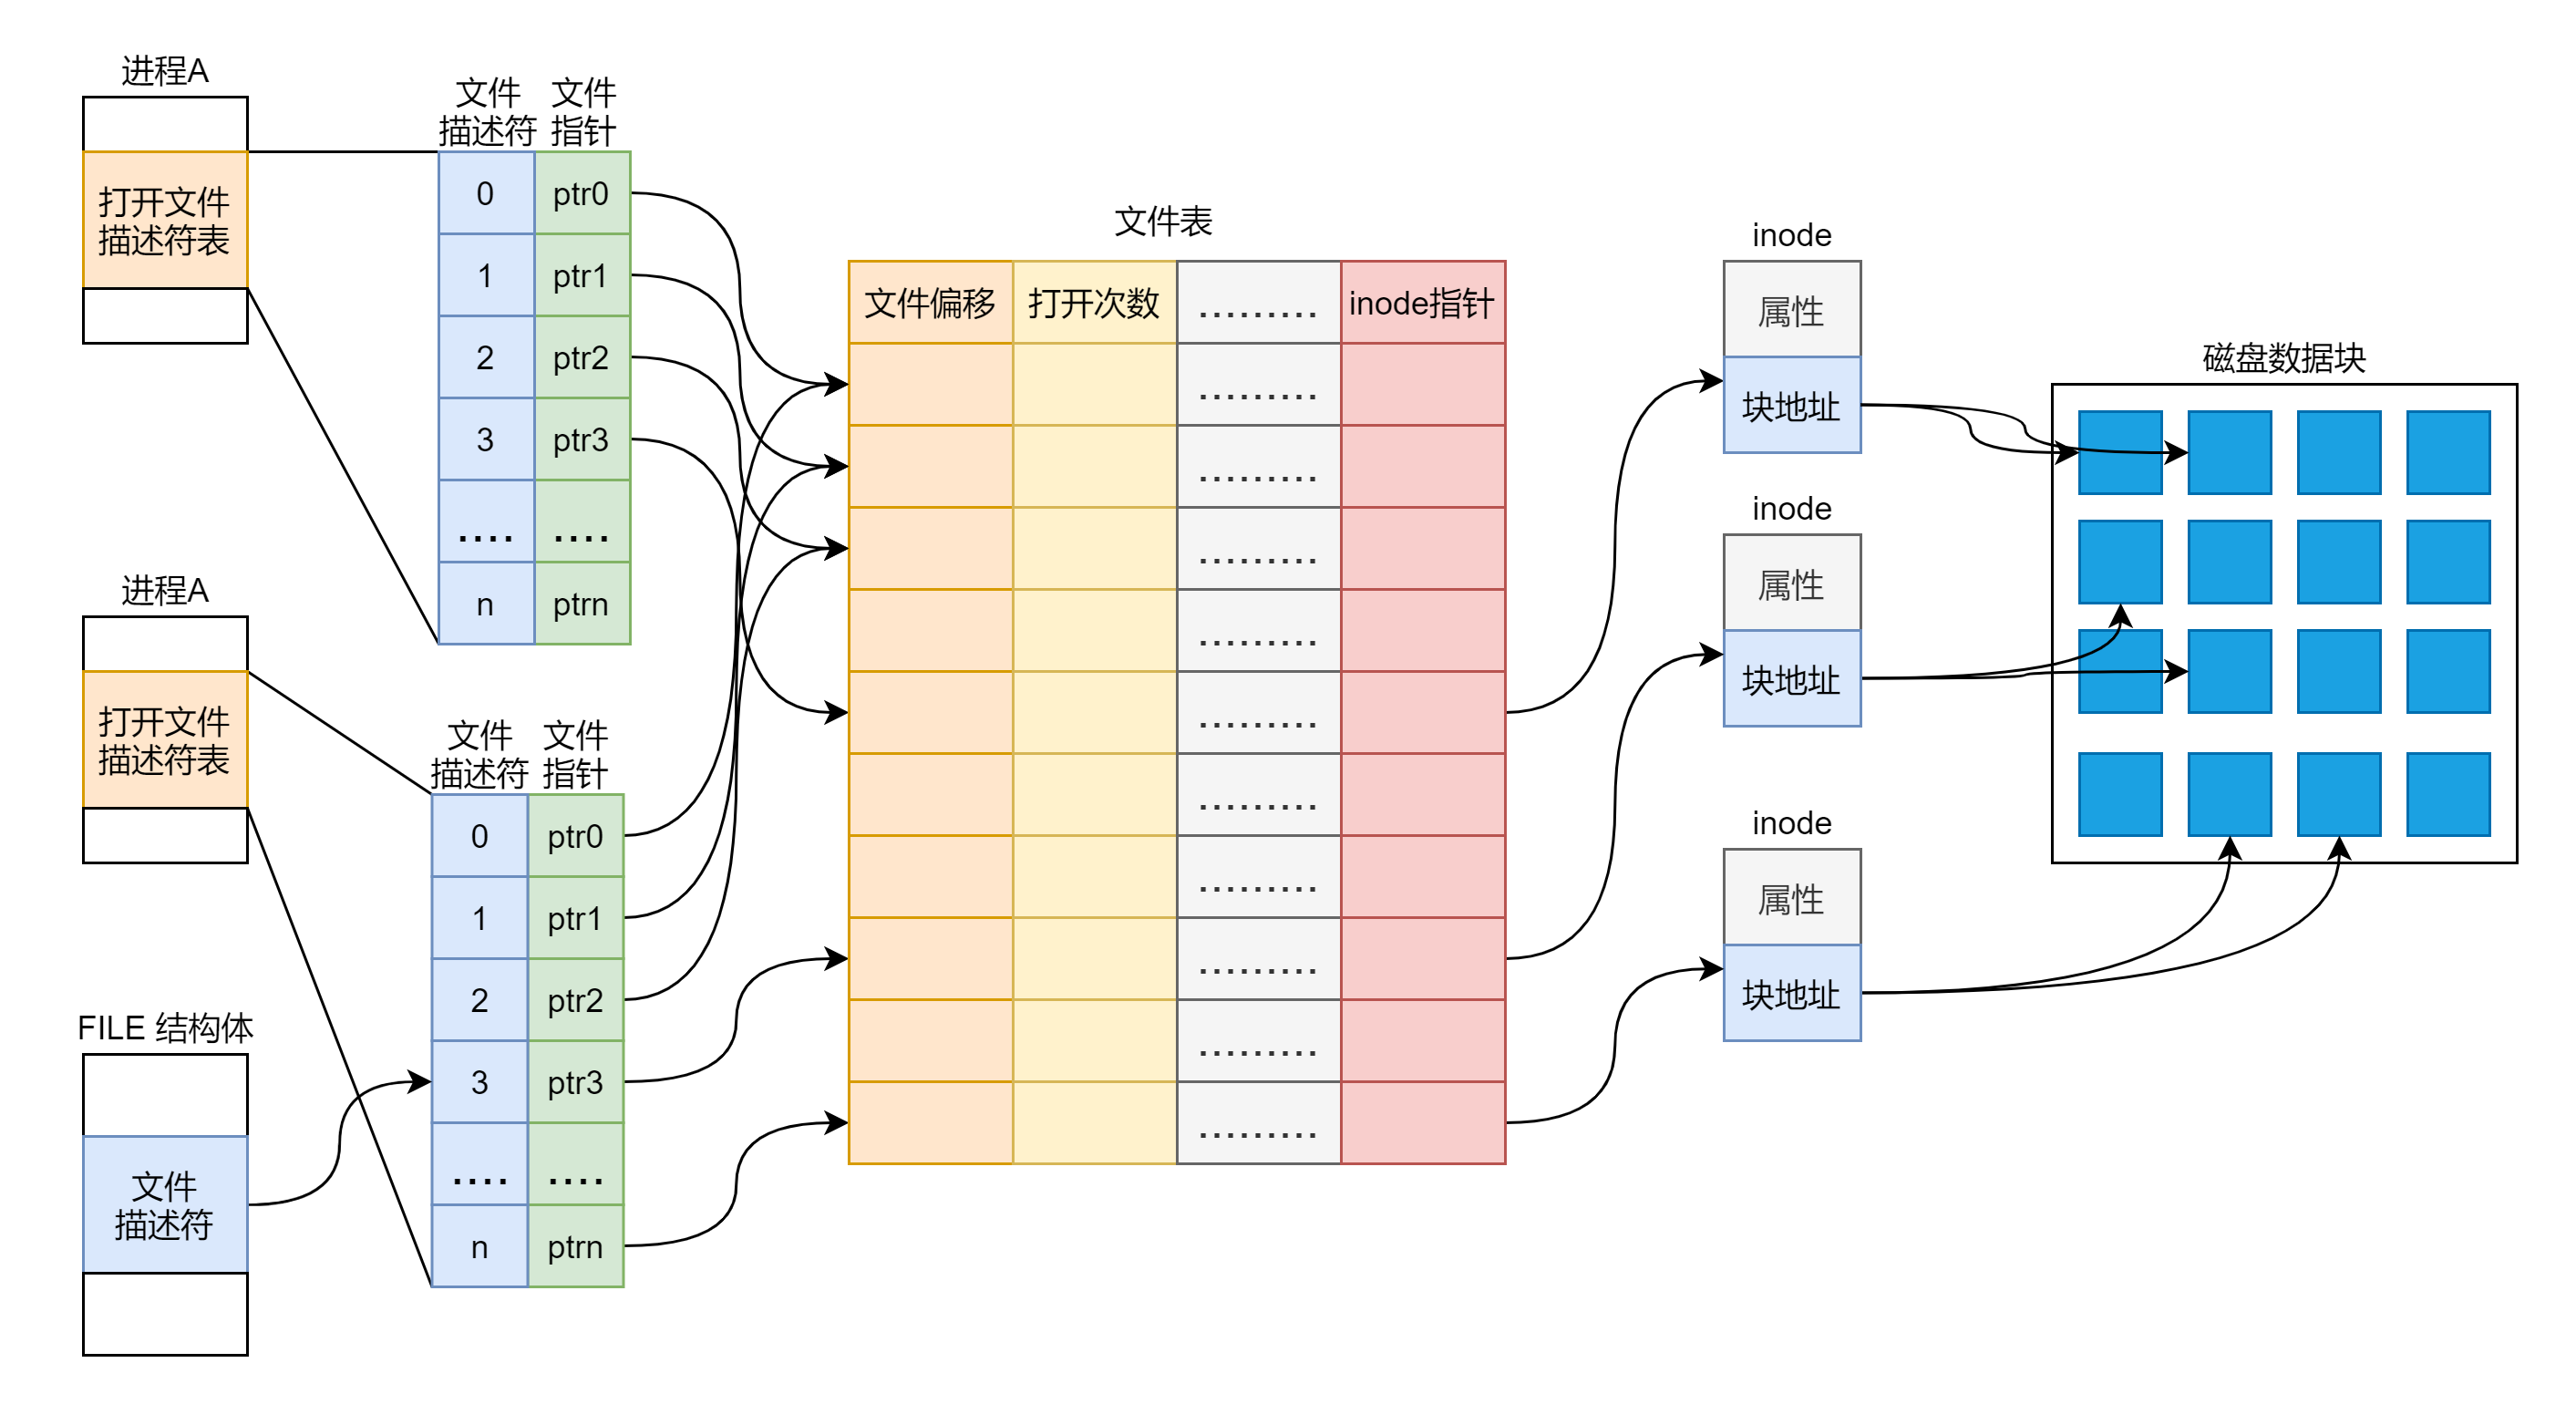 进程A
打开文件
描述符表
文件
描述符
文件
指针
0 ptr0
1 ptr1
2 ptr2
3 ptr3
.... ....
n ptrn
进程A
打开文件
描述符表
文件
描述符
文件
指针
0 ptr0
1 ptr1
2 ptr2
3 ptr3
.... ....
n ptrn
FILE 结构体
文件
描述符
文件表
文件偏移 打开次数 ......... inode指针
.........
.........
.........
.........
.........
.........
.........
.........
.........
.........
inode
属性
块地址
inode
属性
块地址
inode
属性
块地址
磁盘数据块